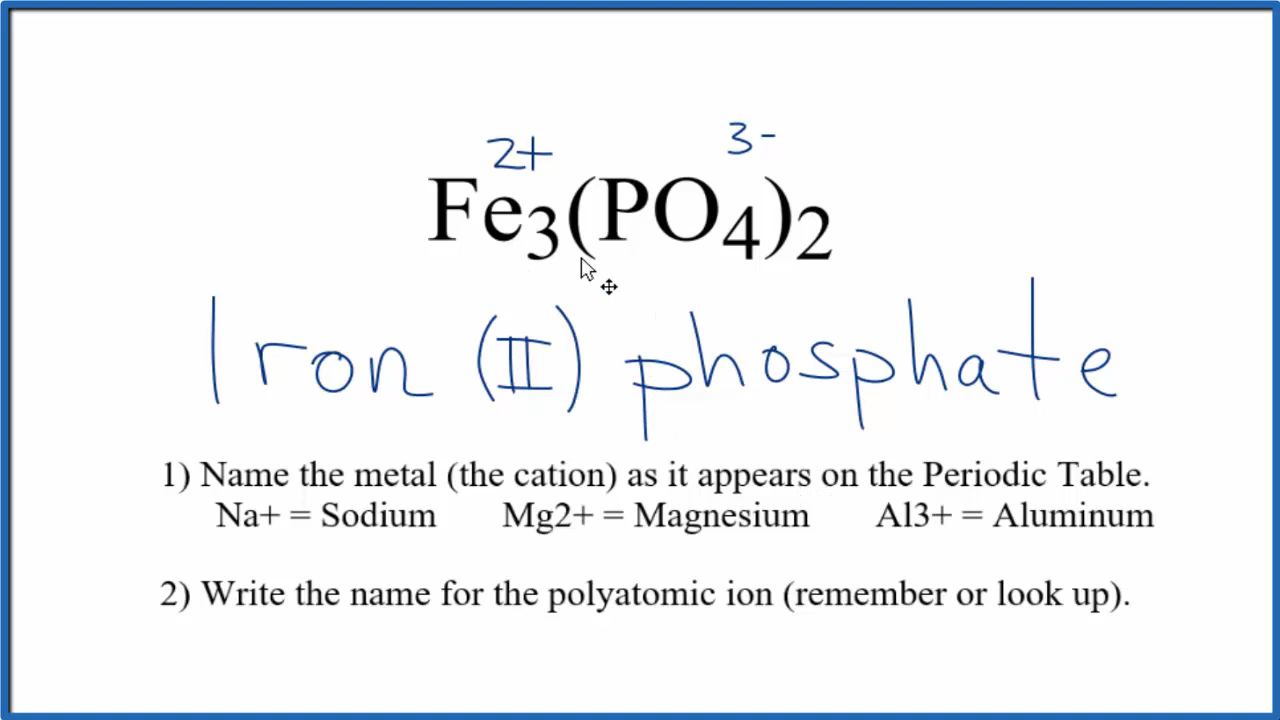 2+ 3-
Fe₃(PO₄)₂
Iron (II) phosphate
1) Name the metal (the cation) as it appears on the Periodic Table.
Na+ = Sodium Mg2+ = Magnesium Al3+ = Aluminum
2) Write the name for the polyatomic ion (remember or look up).